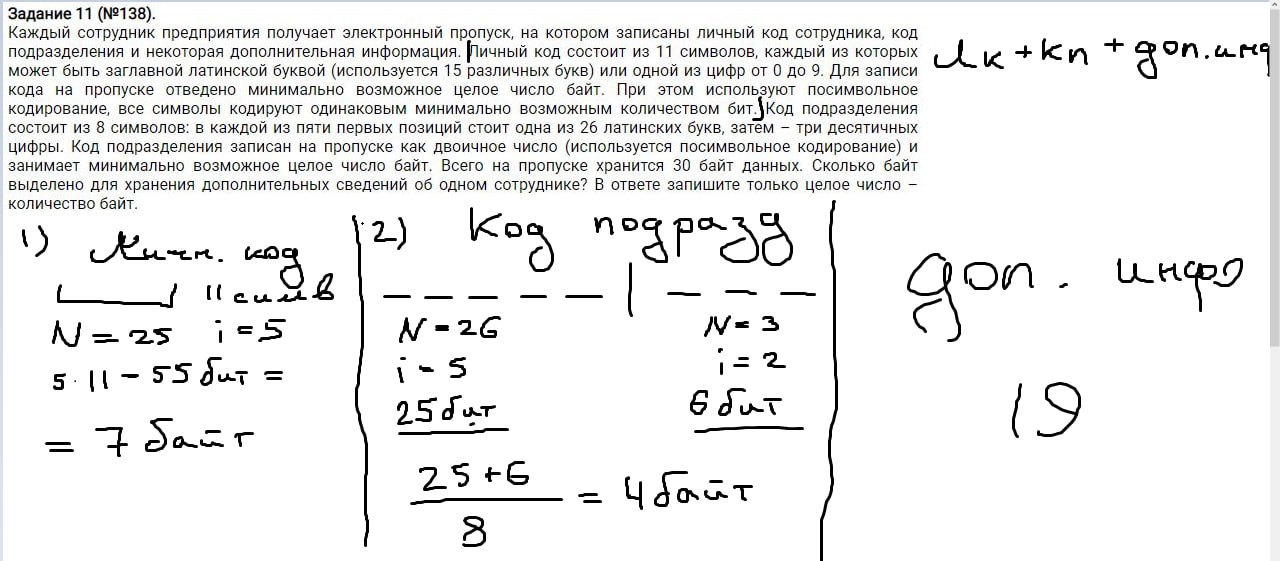 Задание 11 (№138).
Каждый сотрудник предприятия получает электронный пропуск, на котором записаны личный код сотрудника, код
подразделения и некоторая дополнительная информация. Личный код состоит из 11 символов, каждый из которых
может быть заглавной латинской буквой (используется 15 различных букв) или одной из цифр от 0 до 9. Для записи
кода на пропуске отведено минимально возможное целое число байт. При этом используют посимвольное
кодирование, все символы кодируют одинаковым минимально возможным количеством бит. Код подразделения
состоит из 8 символов: в каждой из пяти первых позиций стоит одна из 26 латинских букв, затем – три десятичных
цифры. Код подразделения записан на пропуске как двоичное число (используется посимвольное кодирование) и
занимает минимально возможное целое число байт. Всего на пропуске хранится 30 байт данных. Сколько байт
выделено для хранения дополнительных сведений об одном сотруднике? В ответе запишите только целое число –
количество байт.
Лк + кп + доп. инф
1) Личн. код
11 симв
N = 25 i = 5
5 · 11 – 55 бит =
= 7 байт
2) Код подразд
N = 26 N = 3
i = 5 i = 2
25 бит 6 бит
25 + 6
8
= 4 байт
доп. инфо
19